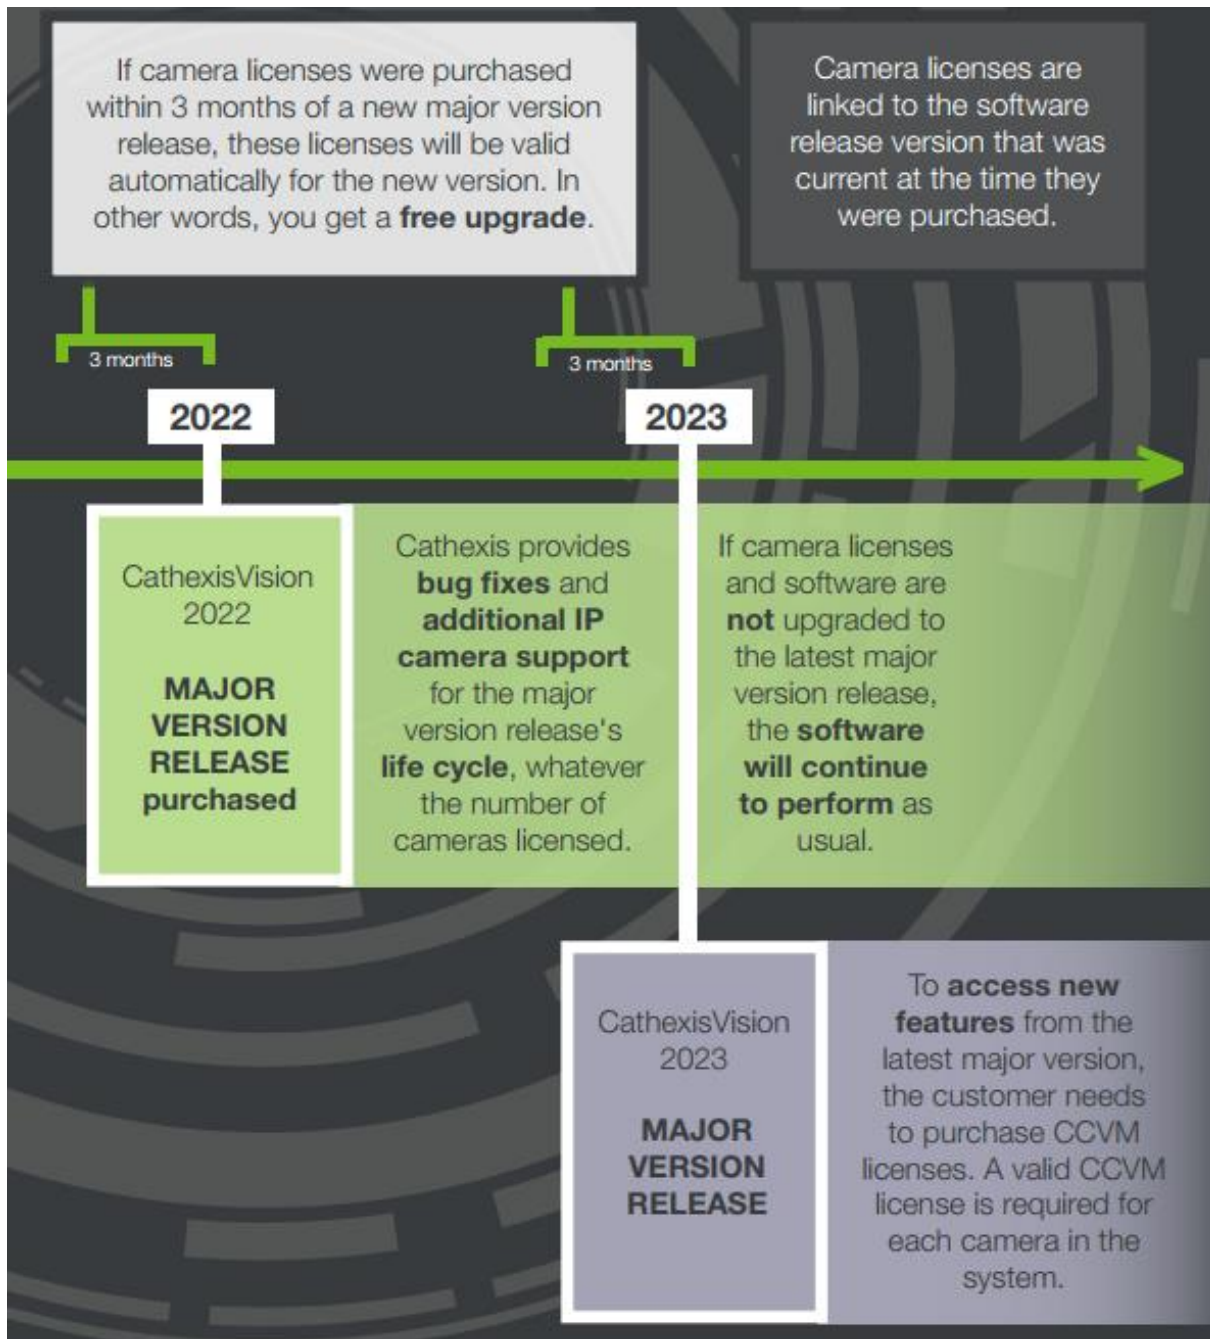 If camera licenses were purchased
within 3 months of a new major version
release, these licenses will be valid
automatically for the new version. In
other words, you get a free upgrade.
Camera licenses are
linked to the software
release version that was
current at the time they
were purchased.
3 months
3 months
2022
2023
CathexisVision
2022
MAJOR
VERSION
RELEASE
purchased
Cathexis provides
bug fixes and
additional IP
camera support
for the major
version release's
life cycle, whatever
the number of
cameras licensed.
If camera licenses
and software are
not upgraded to
the latest major
version release,
the software
will continue
to perform as
usual.
CathexisVision
2023
MAJOR
VERSION
RELEASE
To access new
features from the
latest major version,
the customer needs
to purchase CCVM
licenses. A valid CCVM
license is required for
each camera in the
system.